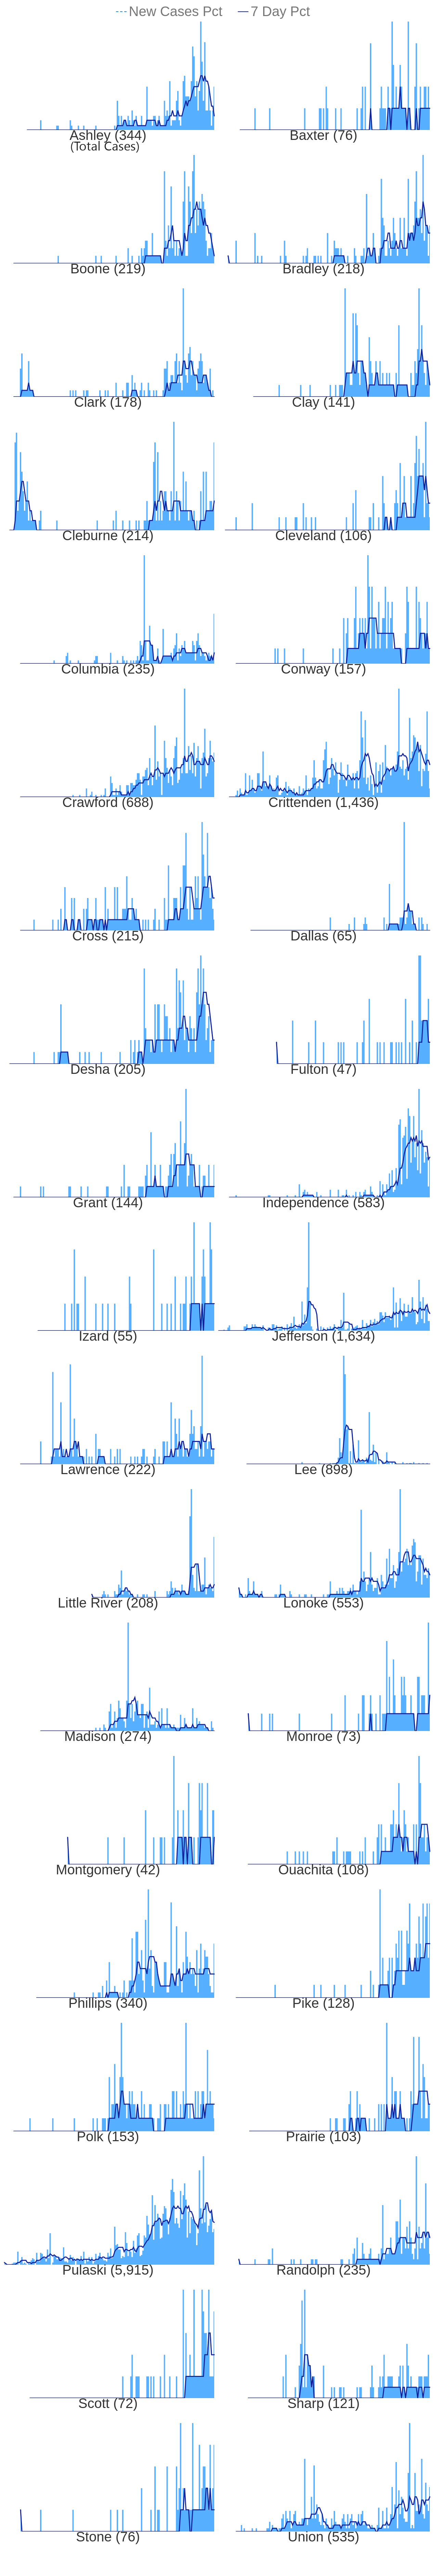 New Cases Pct 7 Day Pct
Ashley (344) Baxter (76)
(Total Cases)
Boone (219) Bradley (218)
Clark (178) Clay (141)
Cleburne (214) Cleveland (106)
Columbia (235) Conway (157)
Crawford (688) Crittenden (1,436)
Cross (215) Dallas (65)
Desha (205) Fulton (47)
Grant (144) Independence (583)
Izard (55) Jefferson (1,634)
Lawrence (222) Lee (898)
Little River (208) Lonoke (553)
Madison (274) Monroe (73)
Montgomery (42) Ouachita (108)
Phillips (340) Pike (128)
Polk (153) Prairie (103)
Pulaski (5,915) Randolph (235)
Scott (72) Sharp (121)
Stone (76) Union (535)